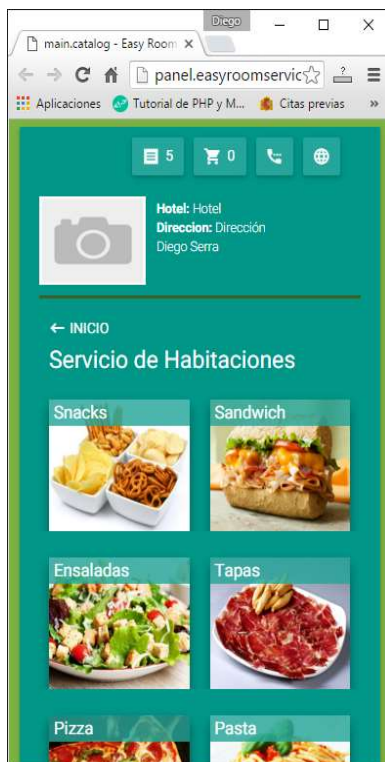 Diego
main.catalog - Easy Room
panel.easyroomservic
Aplicaciones Tutorial de PHP y M... Citas previas »
5 0
Hotel: Hotel
Direccion: Dirección
Diego Serra
← INICIO
Servicio de Habitaciones
Snacks Sandwich
Ensaladas Tapas
Pizza Pasta